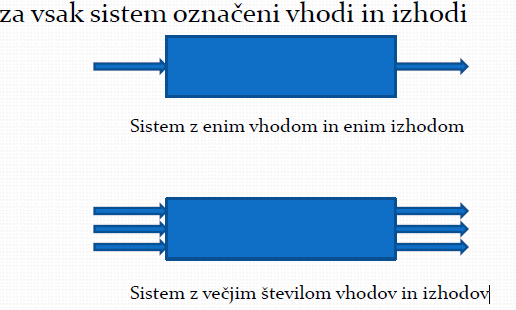 za vsak sistem označeni vhodi in izhodi
Sistem z enim vhodom in enim izhodom
Sistem z večjim številom vhodov in izhodov